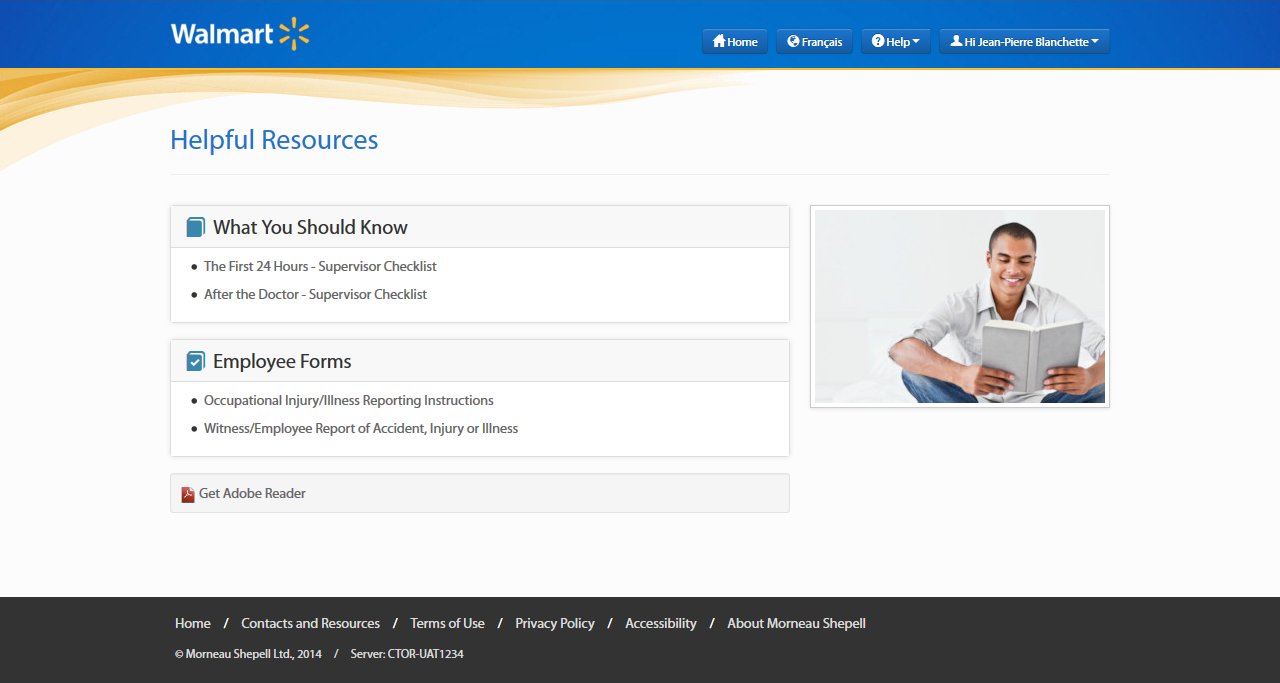 Walmart
Home Français Help Hi Jean-Pierre Blanchette
Helpful Resources
What You Should Know
The First 24 Hours - Supervisor Checklist
After the Doctor - Supervisor Checklist
Employee Forms
Occupational Injury/Illness Reporting Instructions
Witness/Employee Report of Accident, Injury or Illness
Get Adobe Reader
Home / Contacts and Resources / Terms of Use / Privacy Policy / Accessibility / About Morneau Shepell
© Morneau Shepell Ltd., 2014 / Server: CTOR-UAT1234